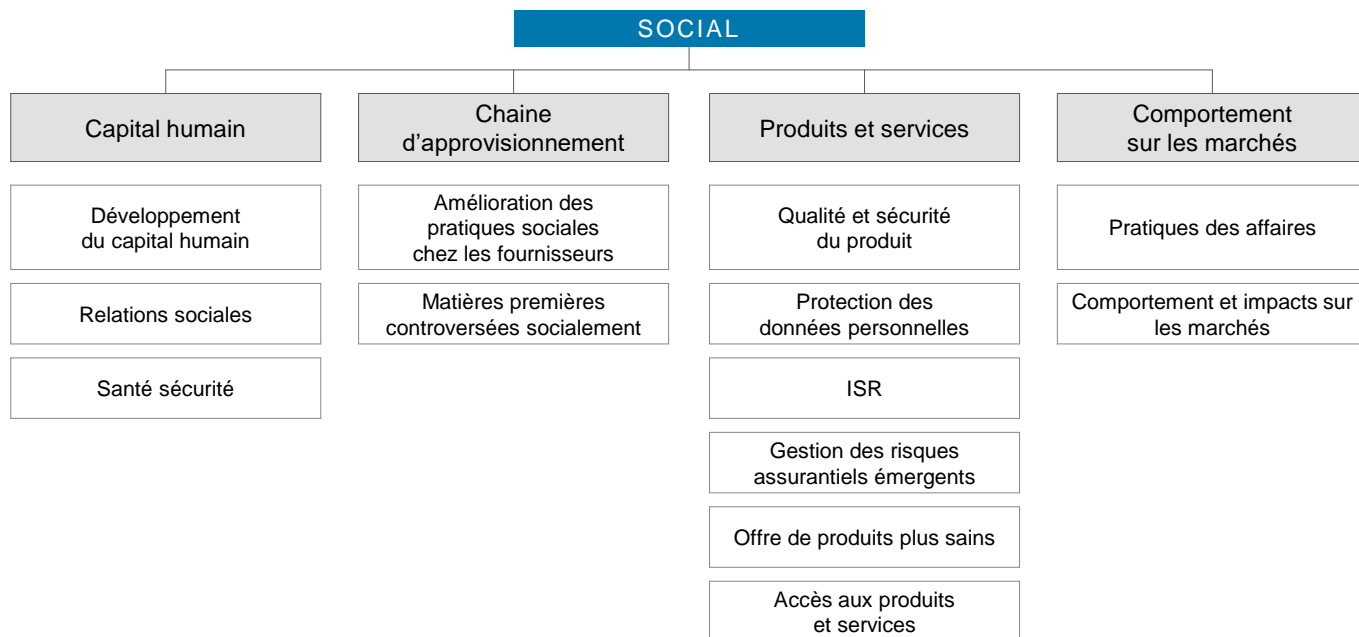 SOCIAL
Capital humain
Chaine
d’approvisionnement
Produits et services
Comportement
sur les marchés
Développement
du capital humain
Amélioration des
pratiques sociales
chez les fournisseurs
Qualité et sécurité
du produit
Pratiques des affaires
Relations sociales
Matières premières
controversées socialement
Protection des
données personnelles
Comportement et impacts sur
les marchés
Santé sécurité
ISR
Gestion des risques
assurantiels émergents
Offre de produits plus sains
Accès aux produits
et services